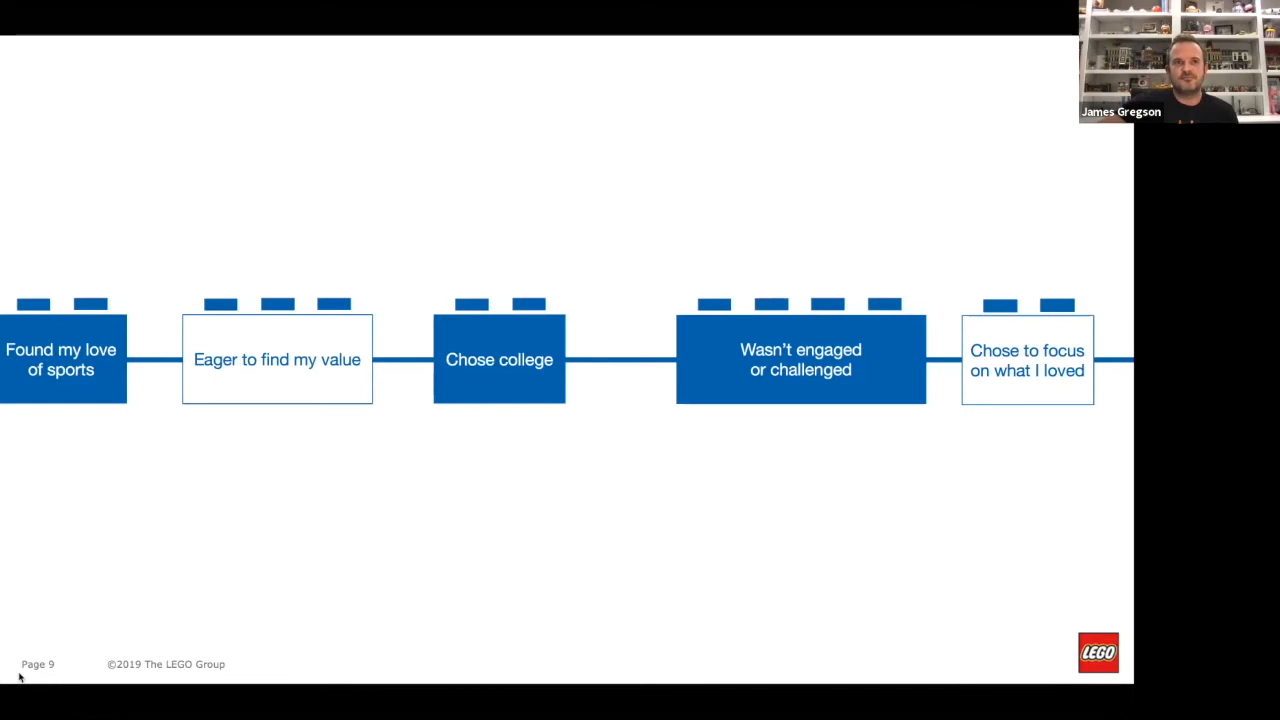 James Gregson
Found my love
of sports
Eager to find my value
Chose college
Wasn’t engaged
or challenged
Chose to focus
on what I loved
Page 9
©2019 The LEGO Group
LEGO